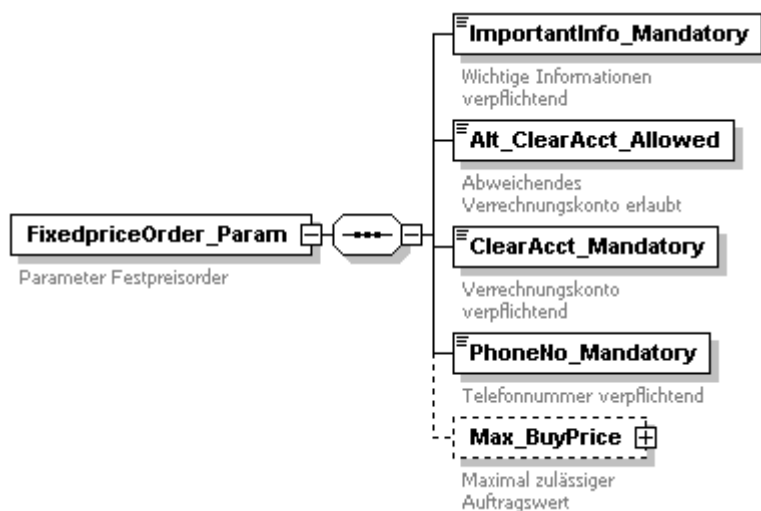 ImportantInfo_Mandatory
Wichtige Informationen
verpflichtend
Alt_ClearAcct_Allowed
Abweichendes
Verrechnungskonto erlaubt
FixedpriceOrder_Param
Parameter Festpreisorder
ClearAcct_Mandatory
Verrechnungskonto
verpflichtend
PhoneNo_Mandatory
Telefonnummer verpflichtend
Max_BuyPrice
Maximal zulässiger
Auftragswert